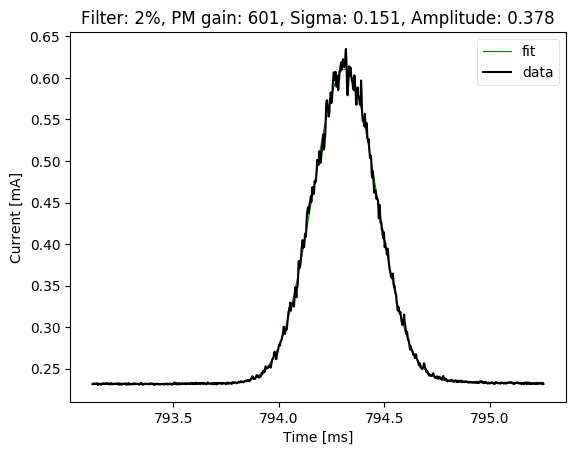 Filter: 2%, PM gain: 601, Sigma: 0.151, Amplitude: 0.378
fit
data
0.65
0.60
0.55
0.50
0.45
0.40
0.35
0.30
0.25
Current [mA]
793.5
794.0
794.5
795.0
Time [ms]